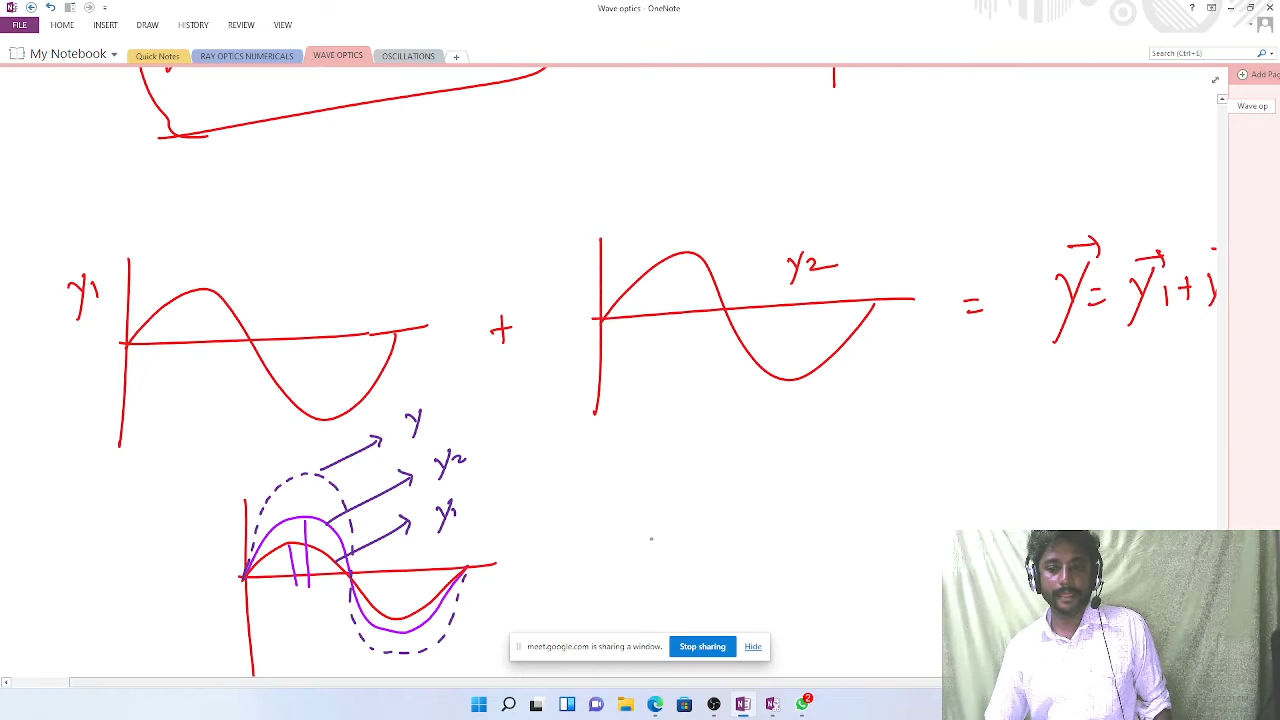 Wave optics - OneNote
FILE HOME INSERT DRAW HISTORY REVIEW VIEW
My Notebook Quick Notes RAY OPTICS NUMERICALS WAVE OPTICS OSCILLATIONS + Search (Ctrl+E)
Add Pag
Wave op
y1
+
y2
= y = y1 +
y
y2
y1
meet.google.com is sharing a window. Stop sharing Hide
2